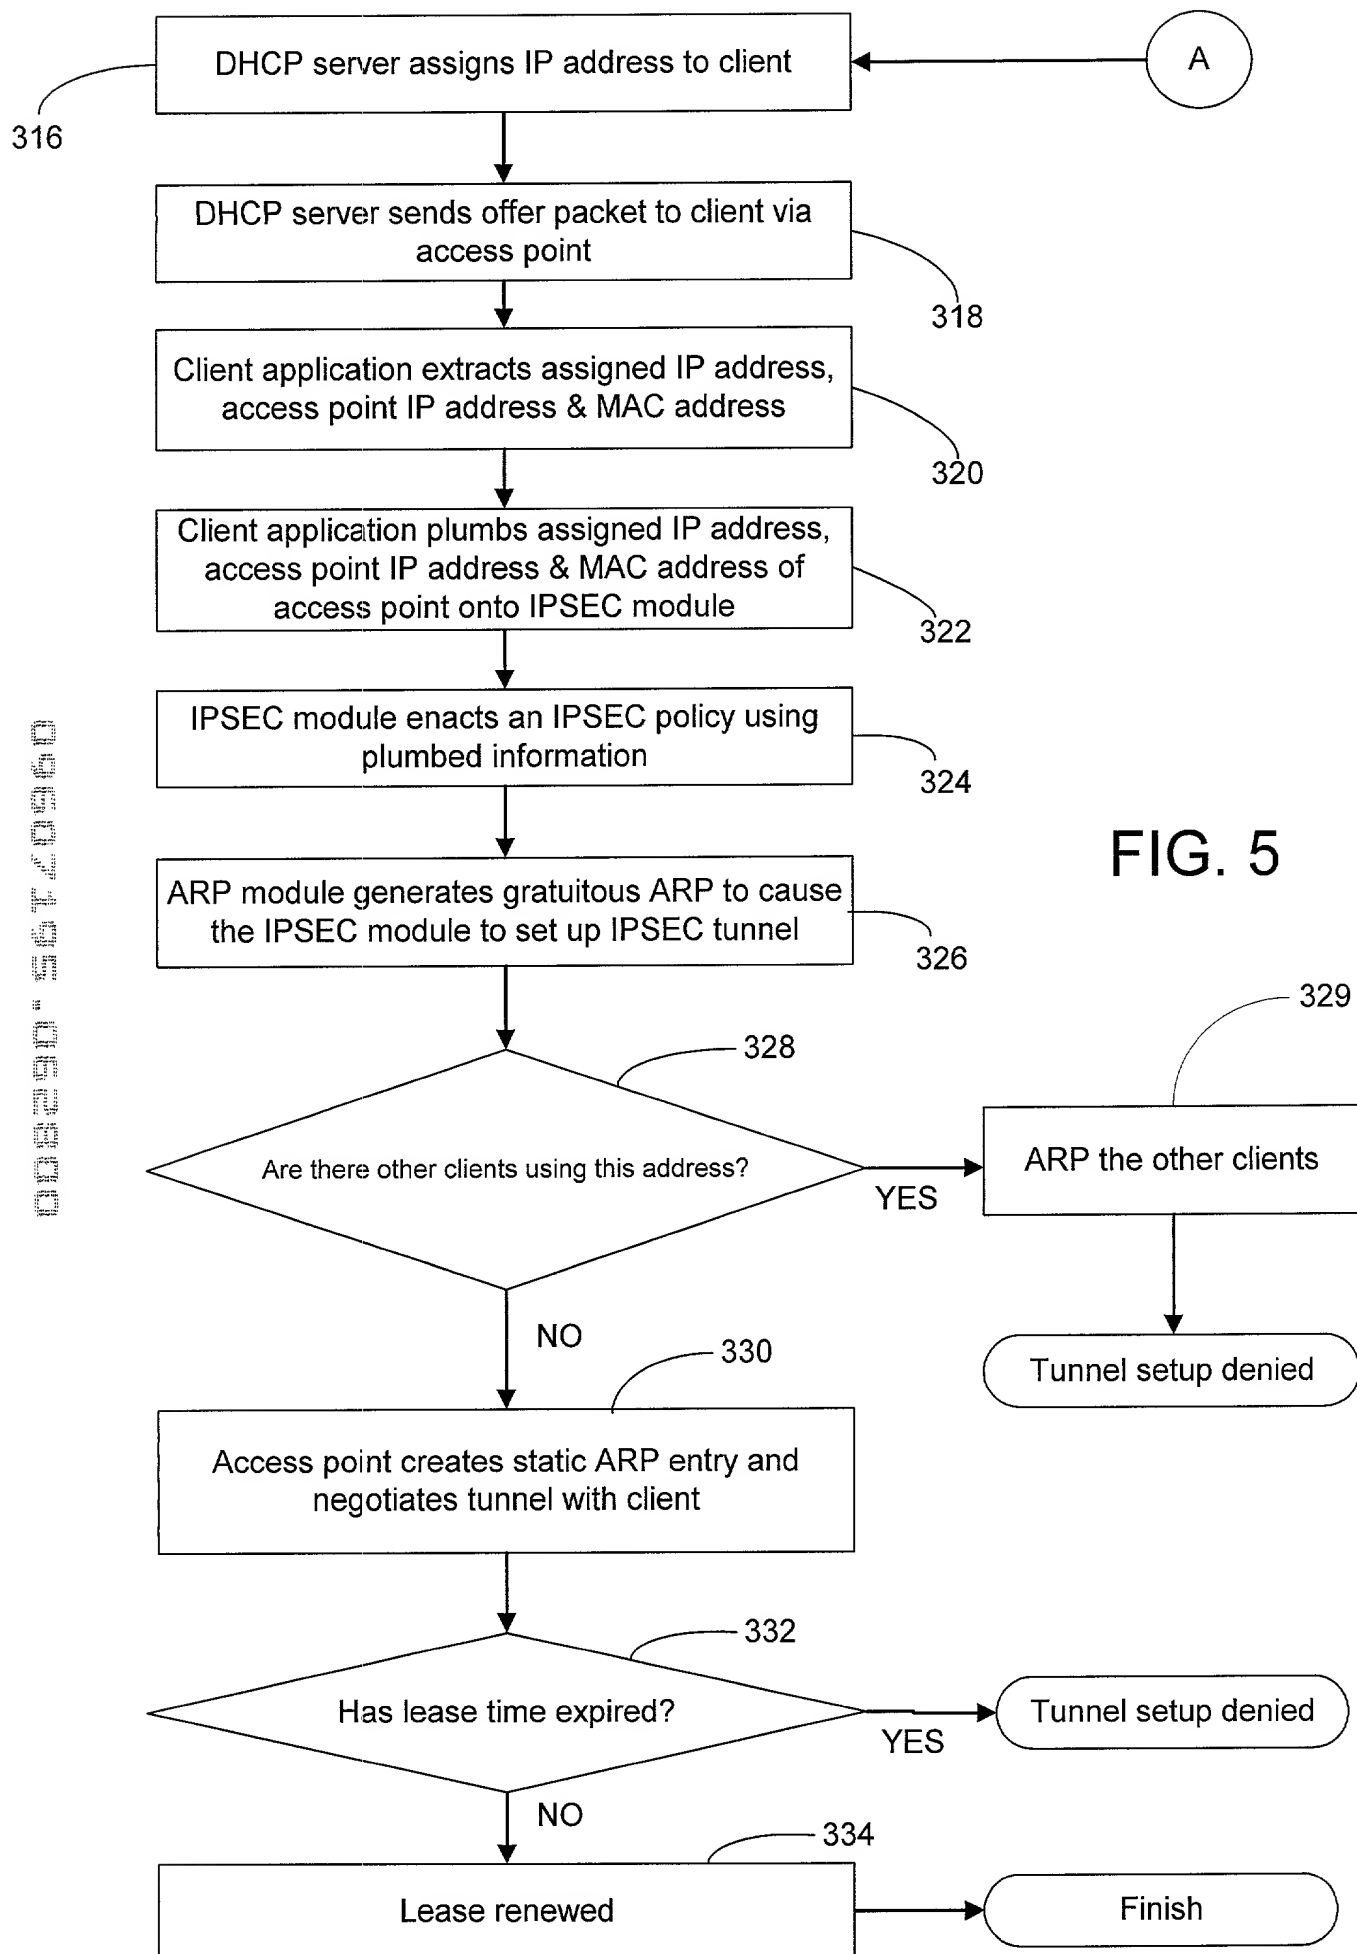 DHCP server assigns IP address to client
A
316
DHCP server sends offer packet to client via
access point
318
Client application extracts assigned IP address,
access point IP address & MAC address
320
Client application plumbs assigned IP address,
access point IP address & MAC address of
access point onto IPSEC module
322
IPSEC module enacts an IPSEC policy using
plumbed information
324
FIG. 5
ARP module generates gratuitous ARP to cause
the IPSEC module to set up IPSEC tunnel
326
329
328
Are there other clients using this address?
YES
ARP the other clients
NO
Tunnel setup denied
330
Access point creates static ARP entry and
negotiates tunnel with client
332
Has lease time expired?
YES
Tunnel setup denied
NO
334
Lease renewed
Finish
09607195.062800